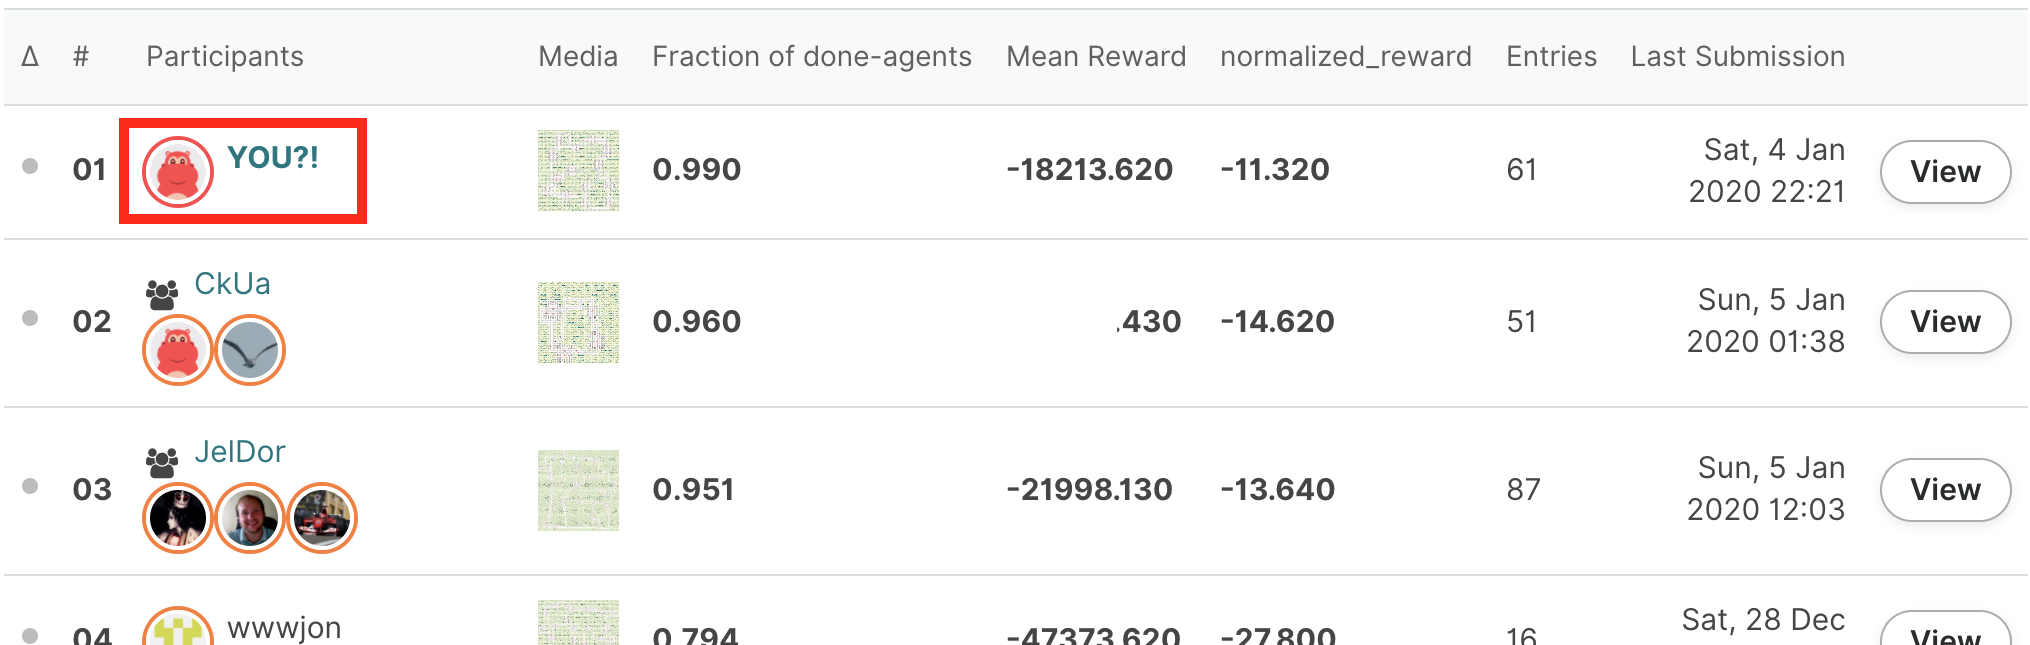 Δ # Participants Media Fraction of done-agents Mean Reward normalized_reward Entries Last Submission
01 YOU?! 0.990 -18213.620 -11.320 61 Sat, 4 Jan 2020 22:21 View
02 CkUa 0.960 .430 -14.620 51 Sun, 5 Jan 2020 01:38 View
03 JelDor 0.951 -21998.130 -13.640 87 Sun, 5 Jan 2020 12:03 View
04 wwwjon 0.794 -47373.620 -27.800 16 Sat, 28 Dec View